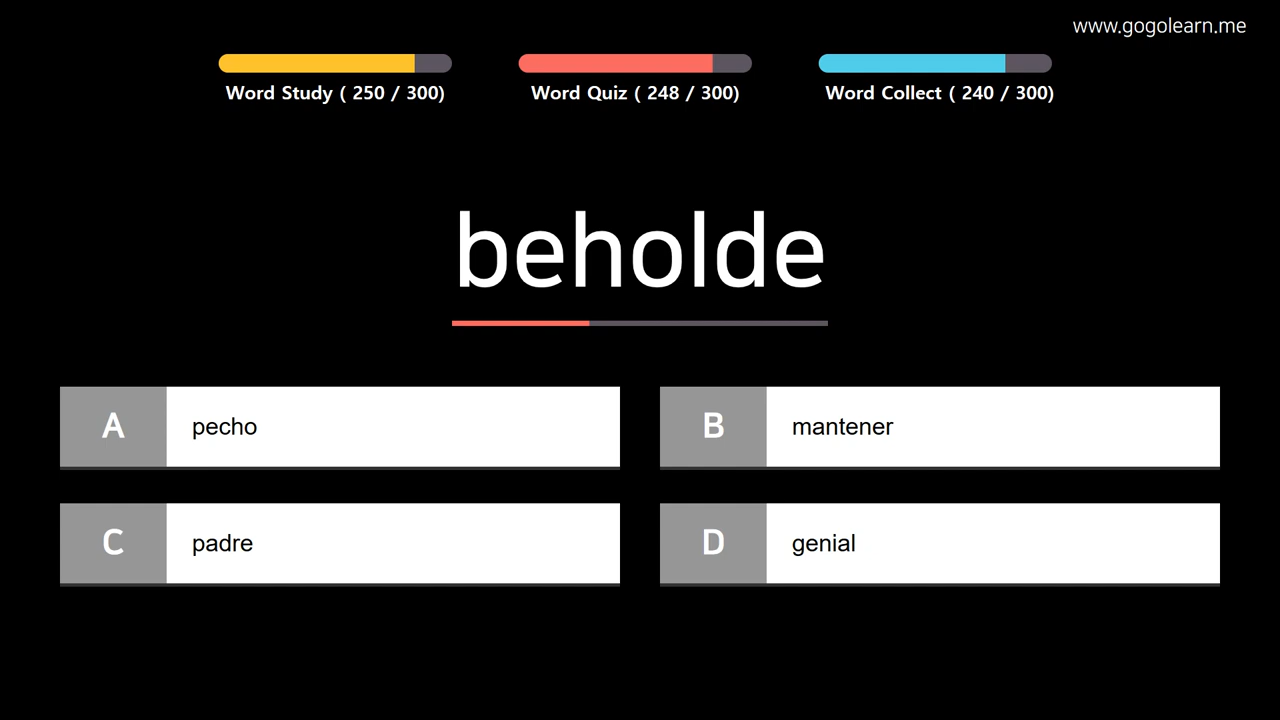 www.gogolearn.me
Word Study ( 250 / 300)
Word Quiz ( 248 / 300)
Word Collect ( 240 / 300)
beholde
A pecho
B mantener
C padre
D genial